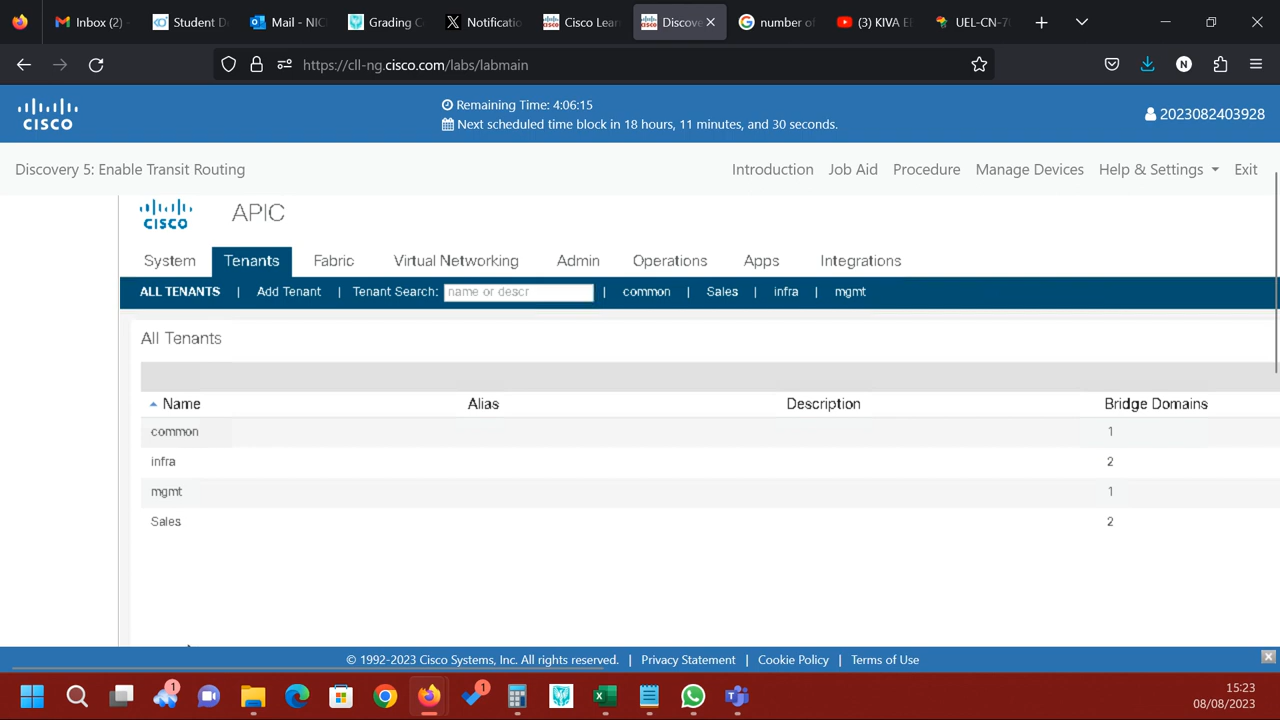 Inbox (2)
Student D
Mail - NIC
Grading C
Notificatio
Cisco Lear
Discove
number of
(3) KIVA E
UEL-CN-7
https://cll-ng.cisco.com/labs/labmain
N
CISCO
Remaining Time: 4:06:15
Next scheduled time block in 18 hours, 11 minutes, and 30 seconds.
2023082403928
Discovery 5: Enable Transit Routing
Introduction Job Aid Procedure Manage Devices Help & Settings Exit
CISCO APIC
System Tenants Fabric Virtual Networking Admin Operations Apps Integrations
ALL TENANTS | Add Tenant | Tenant Search: name or descr | common | Sales | infra | mgmt
All Tenants
Name Alias Description Bridge Domains
common 1
infra 2
mgmt 1
Sales 2
© 1992-2023 Cisco Systems, Inc. All rights reserved. | Privacy Statement | Cookie Policy | Terms of Use
1
1
15:23
08/08/2023